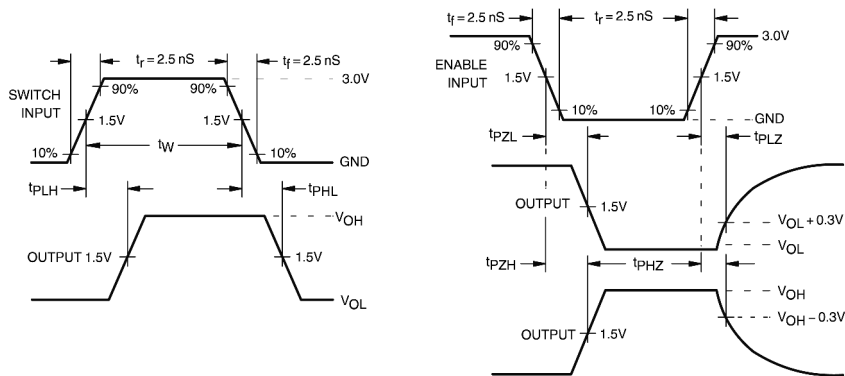 tr = 2.5 nS
tf = 2.5 nS
3.0V
SWITCH
INPUT
90%
90%
1.5V
1.5V
tW
10%
10%
GND
tPLH
tPHL
VOH
OUTPUT 1.5V
1.5V
VOL
tf = 2.5 nS
tr = 2.5 nS
3.0V
90%
90%
ENABLE
INPUT
1.5V
1.5V
10%
10%
GND
tPZL
tPLZ
OUTPUT
1.5V
VOL + 0.3V
VOL
tPZH
tPHZ
VOH
VOH – 0.3V
OUTPUT
1.5V